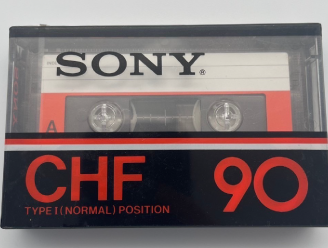 SONY®
A
CHF 90
TYPE I (NORMAL) POSITION